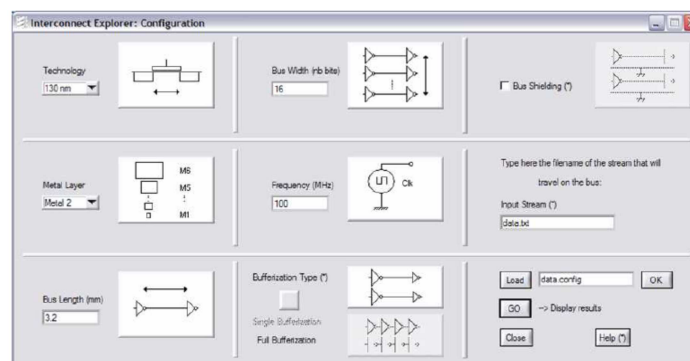 Interconnect Explorer: Configuration
Technology
130 nm
Bus Width (nb bits)
16
Bus Shielding (*)
Metal Layer
Metal 2
M6
M5
M1
Frequency (MHz)
100
Clk
Type here the filename of the stream that will
travel on the bus:
Input Stream (*)
data.txt
Bus Length (mm)
3.2
Bufferization Type (*)
Single Bufferization
Full Bufferization
Load
data.config
OK
GO
--> Display results
Close
Help (*)